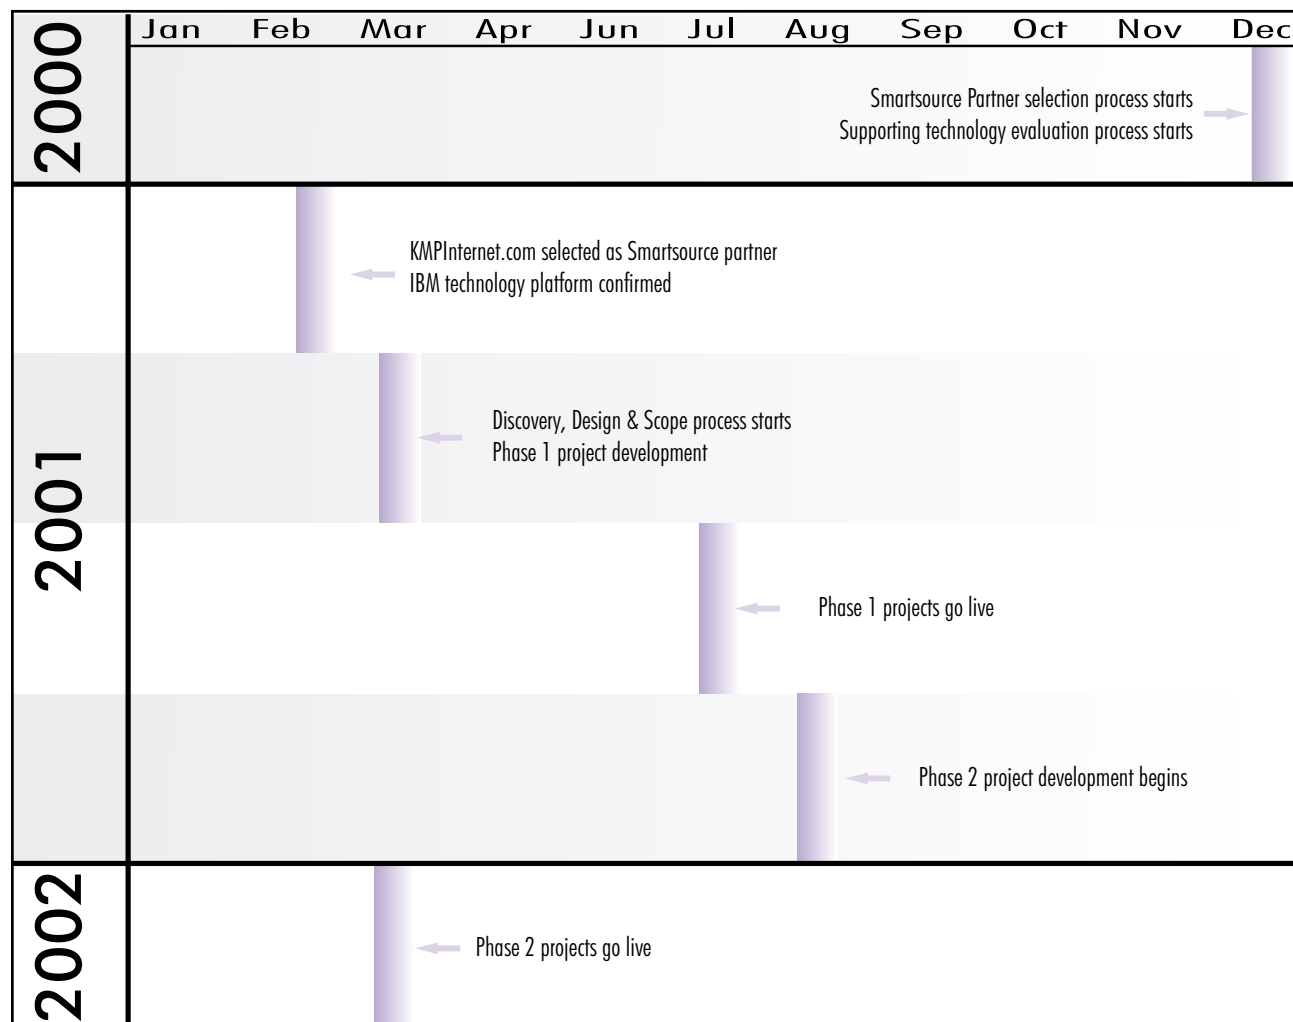 Jan Feb Mar Apr Jun Jul Aug Sep Oct Nov Dec
2000
Smartsource Partner selection process starts
Supporting technology evaluation process starts
KMPInternet.com selected as Smartsource partner
IBM technology platform confirmed
2001
Discovery, Design & Scope process starts
Phase 1 project development
Phase 1 projects go live
Phase 2 project development begins
2002
Phase 2 projects go live